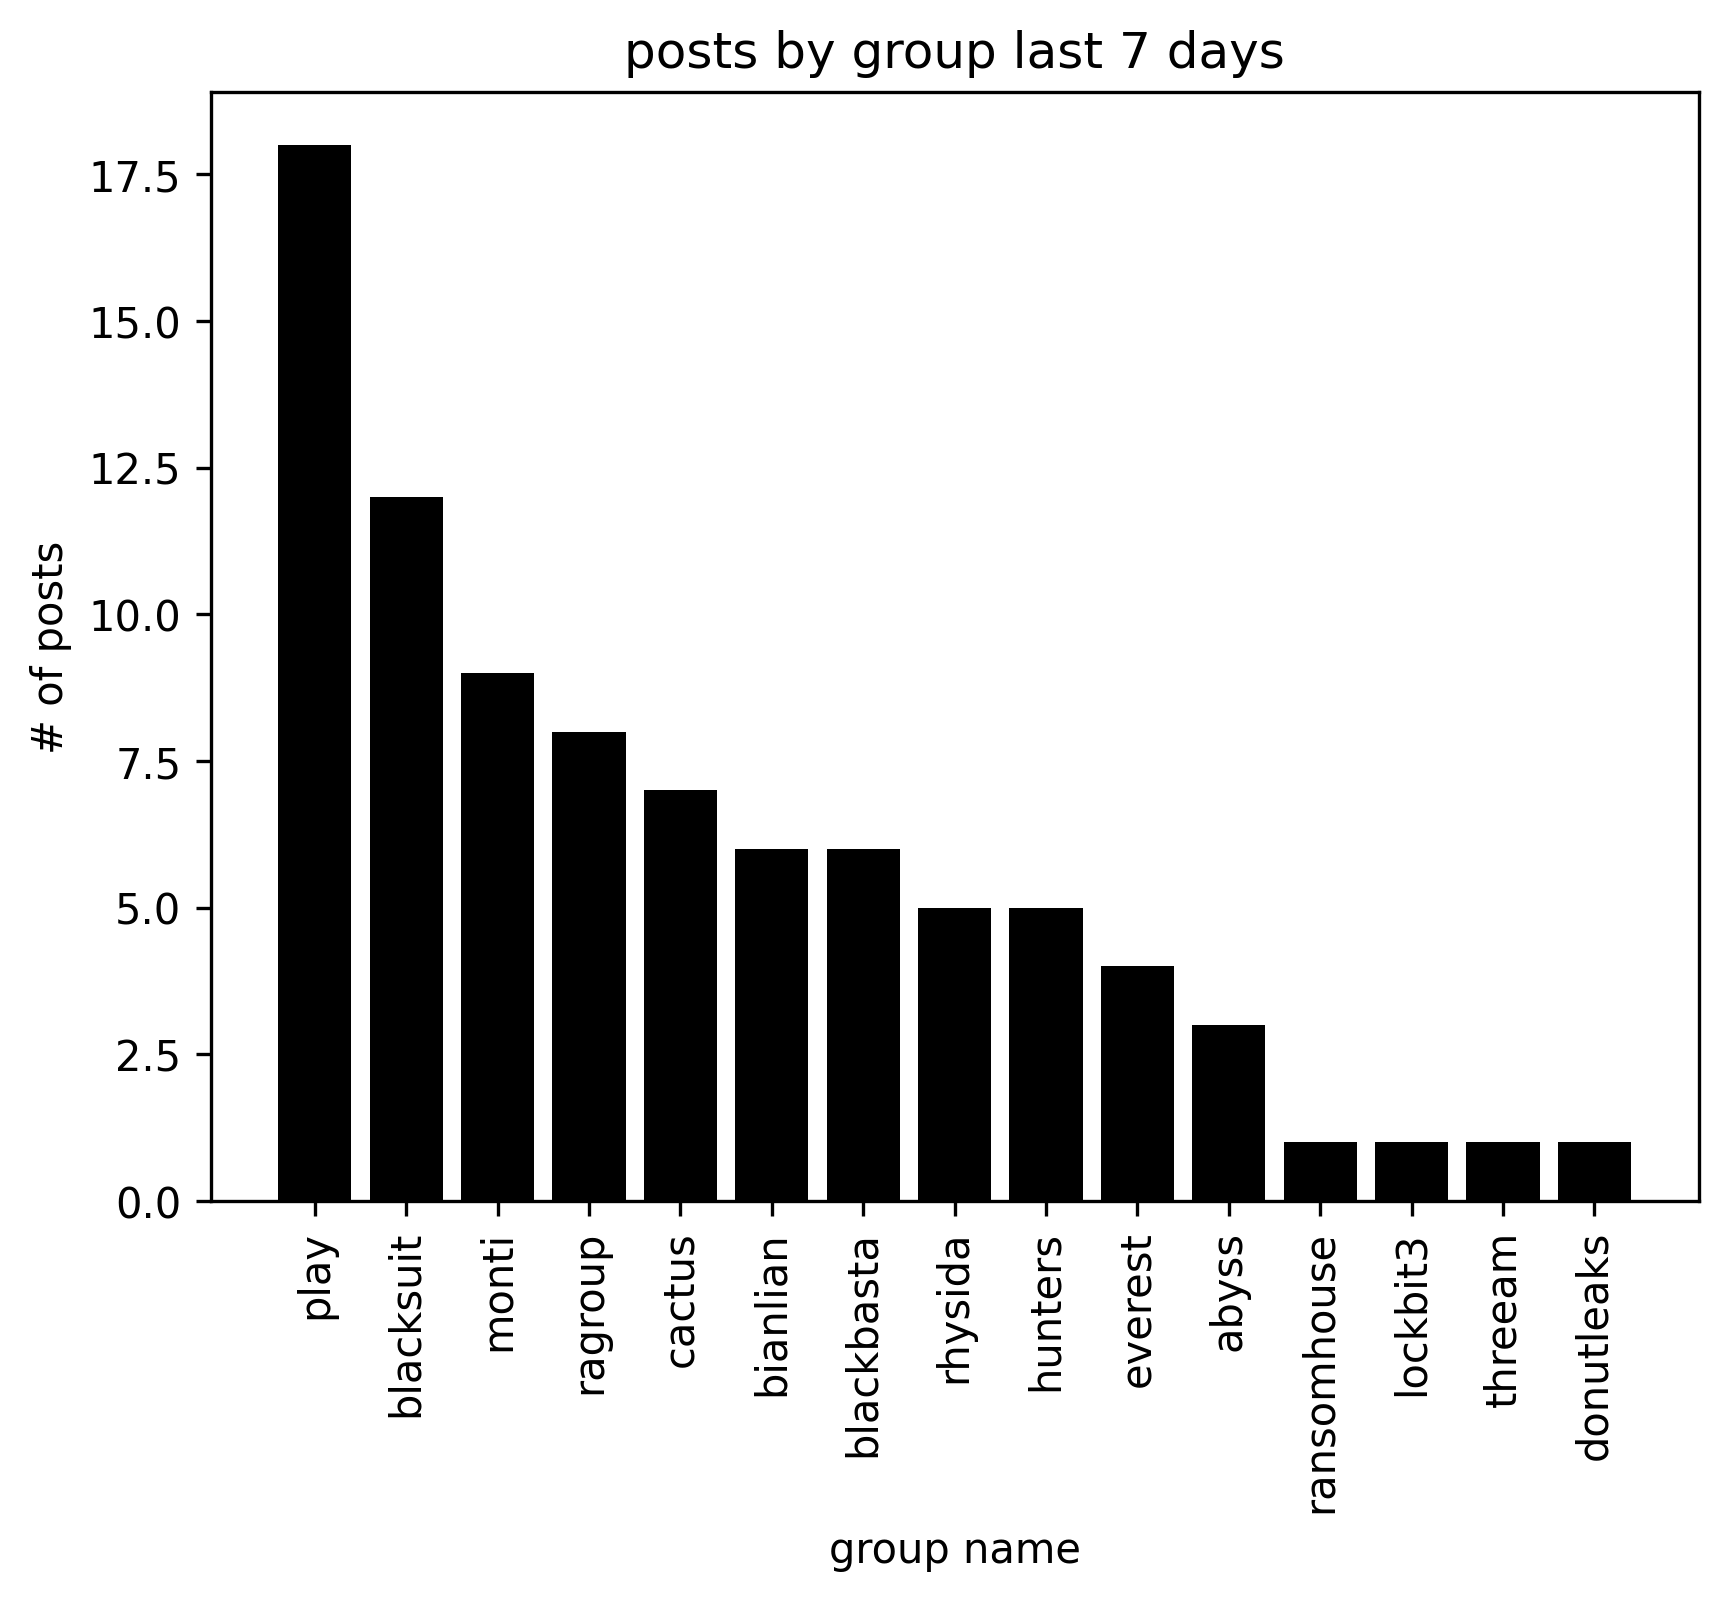 posts by group last 7 days
# of posts
17.5
15.0
12.5
10.0
7.5
5.0
2.5
0.0
play
blacksuit
monti
ragroup
cactus
bianlian
blackbasta
rhysida
hunters
everest
abyss
ransomhouse
lockbit3
threeam
donutleaks
group name